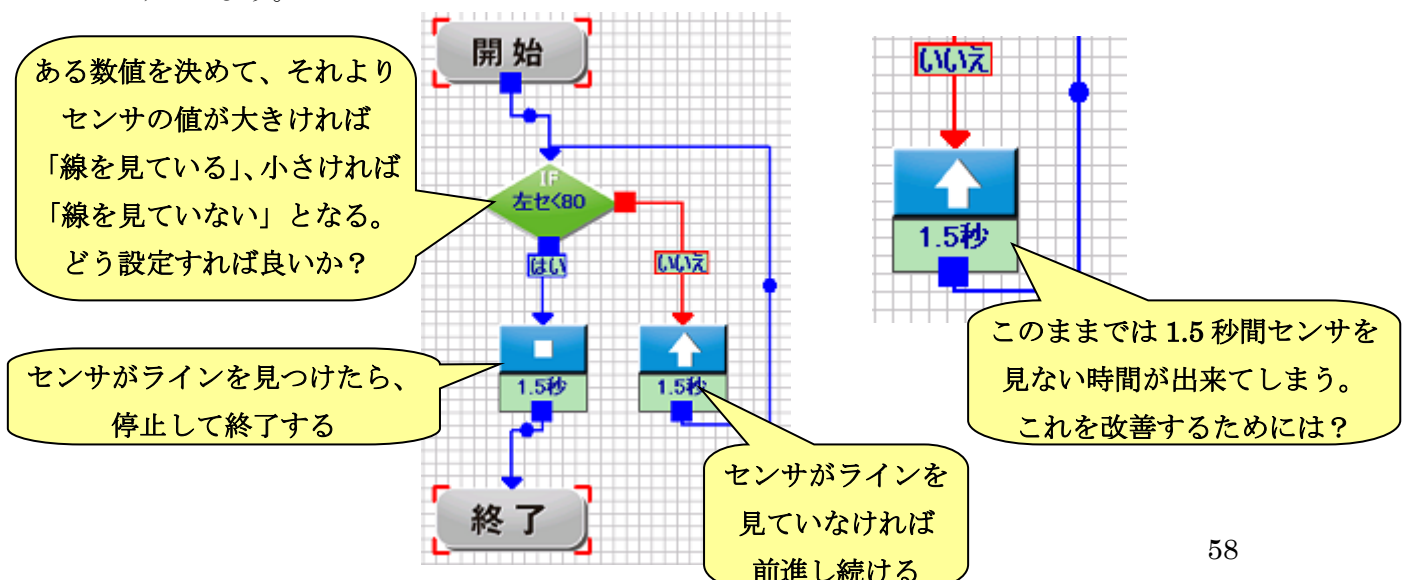 ある数値を決めて、それより
センサの値が大きければ
「線を見ている」、小さければ
「線を見ていない」となる。
どう設定すれば良いか？
開始
IF
左セ<80
はい
いいえ
1.5秒
1.5秒
センサがラインを見つけたら、
停止して終了する
終了
センサがラインを
見ていなければ
前進し続ける
いいえ
1.5秒
このままでは 1.5 秒間センサを
見ない時間が出来てしまう。
これを改善するためには？
58